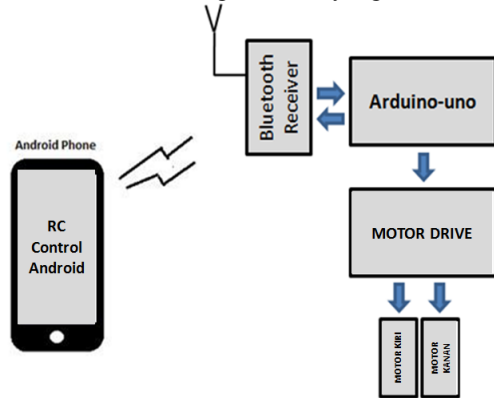 Bluetooth
Receiver
Arduino-uno
Android Phone
RC
Control
Android
MOTOR DRIVE
MOTOR KIRI
MOTOR
KANAN